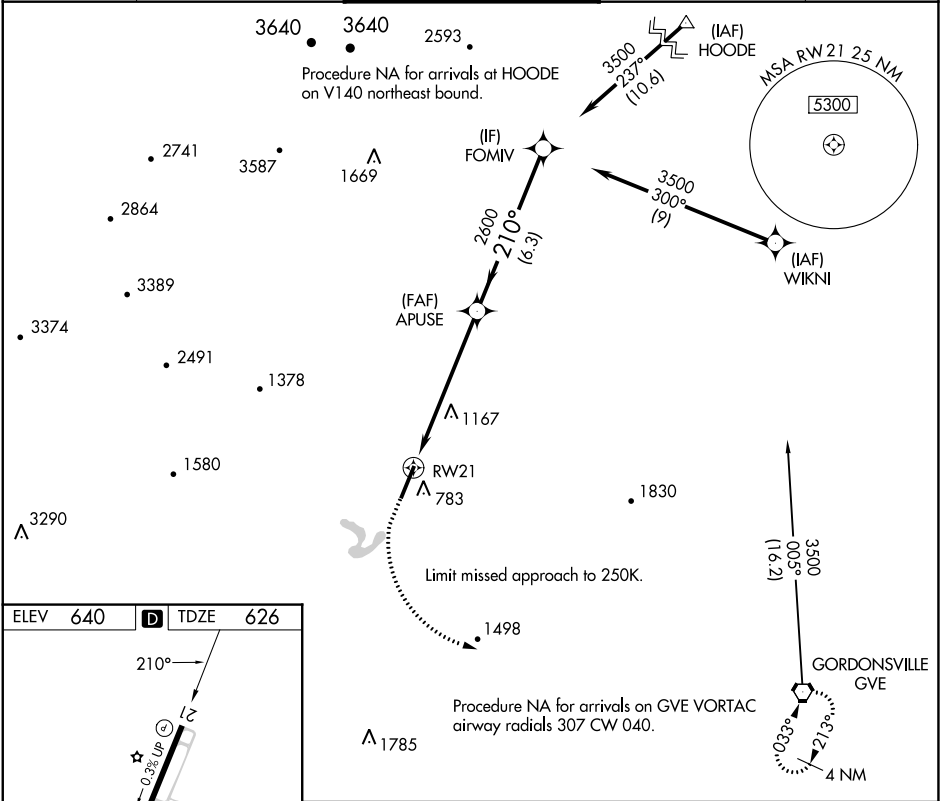 3640 3640
2593
(IAF)
HOODE
Procedure NA for arrivals at HOODE
on V140 northeast bound.
3500
237°
(10.6)
MSA RW21 25 NM
5300
(IF)
FOMIV
2741
3587
1669
2864
3500
300°
(9)
2600
210°
(6.3)
(IAF)
WIKNI
3389
(FAF)
APUSE
3374
2491
1378
1167
1580
RW21
783
1830
3290
3500
005°
(16.2)
Limit missed approach to 250K.
1498
ELEV 640 D TDZE 626
210°
GORDONSVILLE
GVE
Procedure NA for arrivals on GVE VORTAC
airway radials 307 CW 040.
21
P
0.3% UP
1785
033°
213°
4 NM